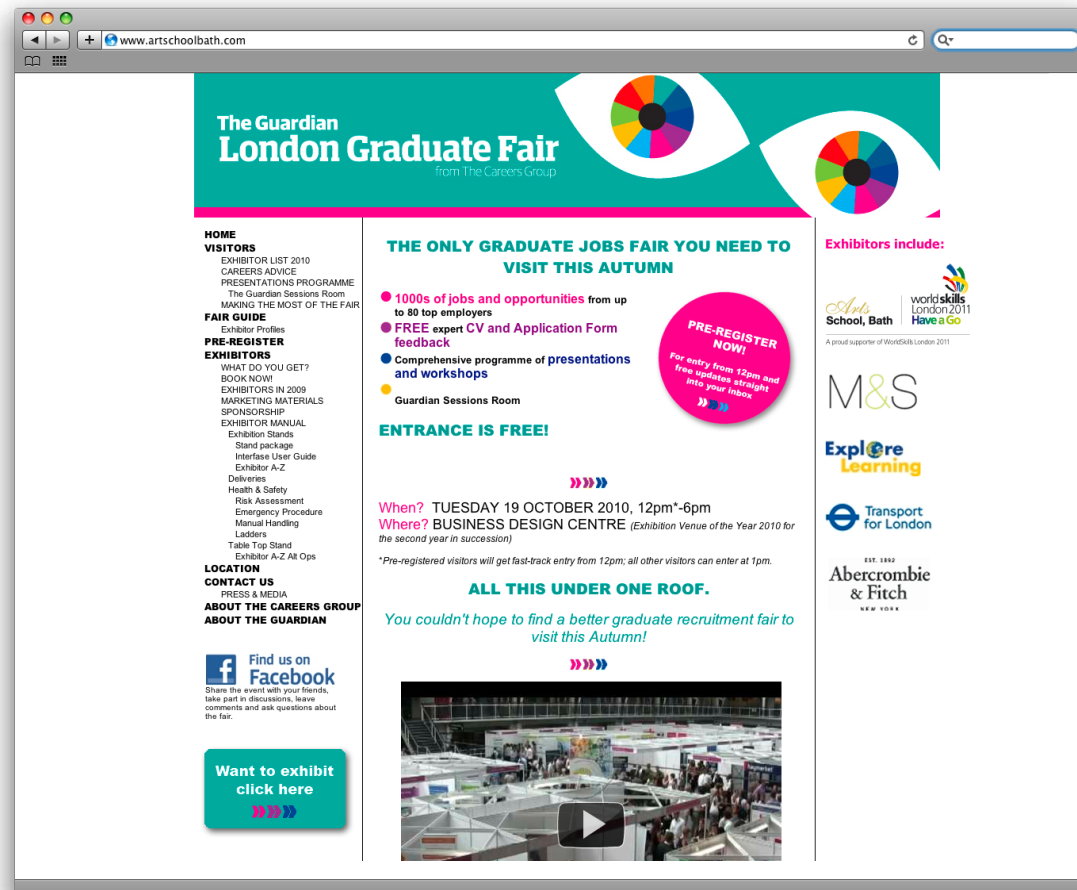 www.artschoolbath.com
The Guardian
London Graduate Fair
from The Careers Group
HOME
VISITORS
EXHIBITOR LIST 2010
CAREERS ADVICE
PRESENTATIONS PROGRAMME
The Guardian Sessions Room
MAKING THE MOST OF THE FAIR
FAIR GUIDE
Exhibitor Profiles
PRE-REGISTER
EXHIBITORS
WHAT DO YOU GET?
BOOK NOW!
EXHIBITORS IN 2009
MARKETING MATERIALS
SPONSORSHIP
EXHIBITOR MANUAL
Exhibition Stands
Stand package
Interfase User Guide
Exhibitor A-Z
Deliveries
Health & Safety
Risk Assessment
Emergency Procedure
Manual Handling
Ladders
Table Top Stand
Exhibitor A-Z Alt Ops
LOCATION
CONTACT US
PRESS & MEDIA
ABOUT THE CAREERS GROUP
ABOUT THE GUARDIAN
Find us on
Facebook
Share the event with your friends,
take part in discussions, leave
comments and ask questions about
the fair.
Want to exhibit
click here
THE ONLY GRADUATE JOBS FAIR YOU NEED TO
VISIT THIS AUTUMN
1000s of jobs and opportunities from up
to 80 top employers
FREE expert CV and Application Form
feedback
Comprehensive programme of presentations
and workshops
Guardian Sessions Room
PRE-REGISTER
NOW!
For entry from 12pm and
free updates straight
into your inbox
ENTRANCE IS FREE!
When? TUESDAY 19 OCTOBER 2010, 12pm*-6pm
Where? BUSINESS DESIGN CENTRE (Exhibition Venue of the Year 2010 for
the second year in succession)
*Pre-registered visitors will get fast-track entry from 12pm; all other visitors can enter at 1pm.
ALL THIS UNDER ONE ROOF.
You couldn't hope to find a better graduate recruitment fair to
visit this Autumn!
Exhibitors include:
Arts
School, Bath
worldskills
London 2011
Have a Go
A proud supporter of WorldSkills London 2011
M&S
Explore
Learning
Transport
for London
EST. 1892
Abercrombie
& Fitch
NEW YORK